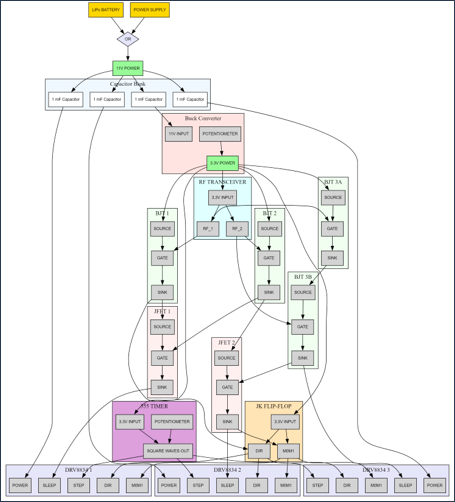 LiPo BATTERY
POWER SUPPLY
OR
11V POWER
Capacitor Bank
1 mF Capacitor
1 mF Capacitor
1 mF Capacitor
1 mF Capacitor
Buck Converter
11V INPUT
POTENTIOMETER
3.3V POWER
RF TRANSCEIVER
3.3V INPUT
RF_1
RF_2
BJT 3A
SOURCE
GATE
SINK
BJT 1
SOURCE
GATE
SINK
BJT 2
SOURCE
GATE
SINK
BJT 3B
SOURCE
GATE
SINK
JFET 1
SOURCE
GATE
SINK
JFET 2
SOURCE
GATE
SINK
555 TIMER
3.3V INPUT
POTENTIOMETER
SQUARE WAVES OUT
JK FLIP-FLOP
3.3V INPUT
DIR
M0M1
DRV8834 1
POWER
SLEEP
STEP
DIR
M0M1
DRV8834 2
POWER
STEP
SLEEP
DIR
M0M1
DRV8834 3
STEP
DIR
M0M1
SLEEP
POWER